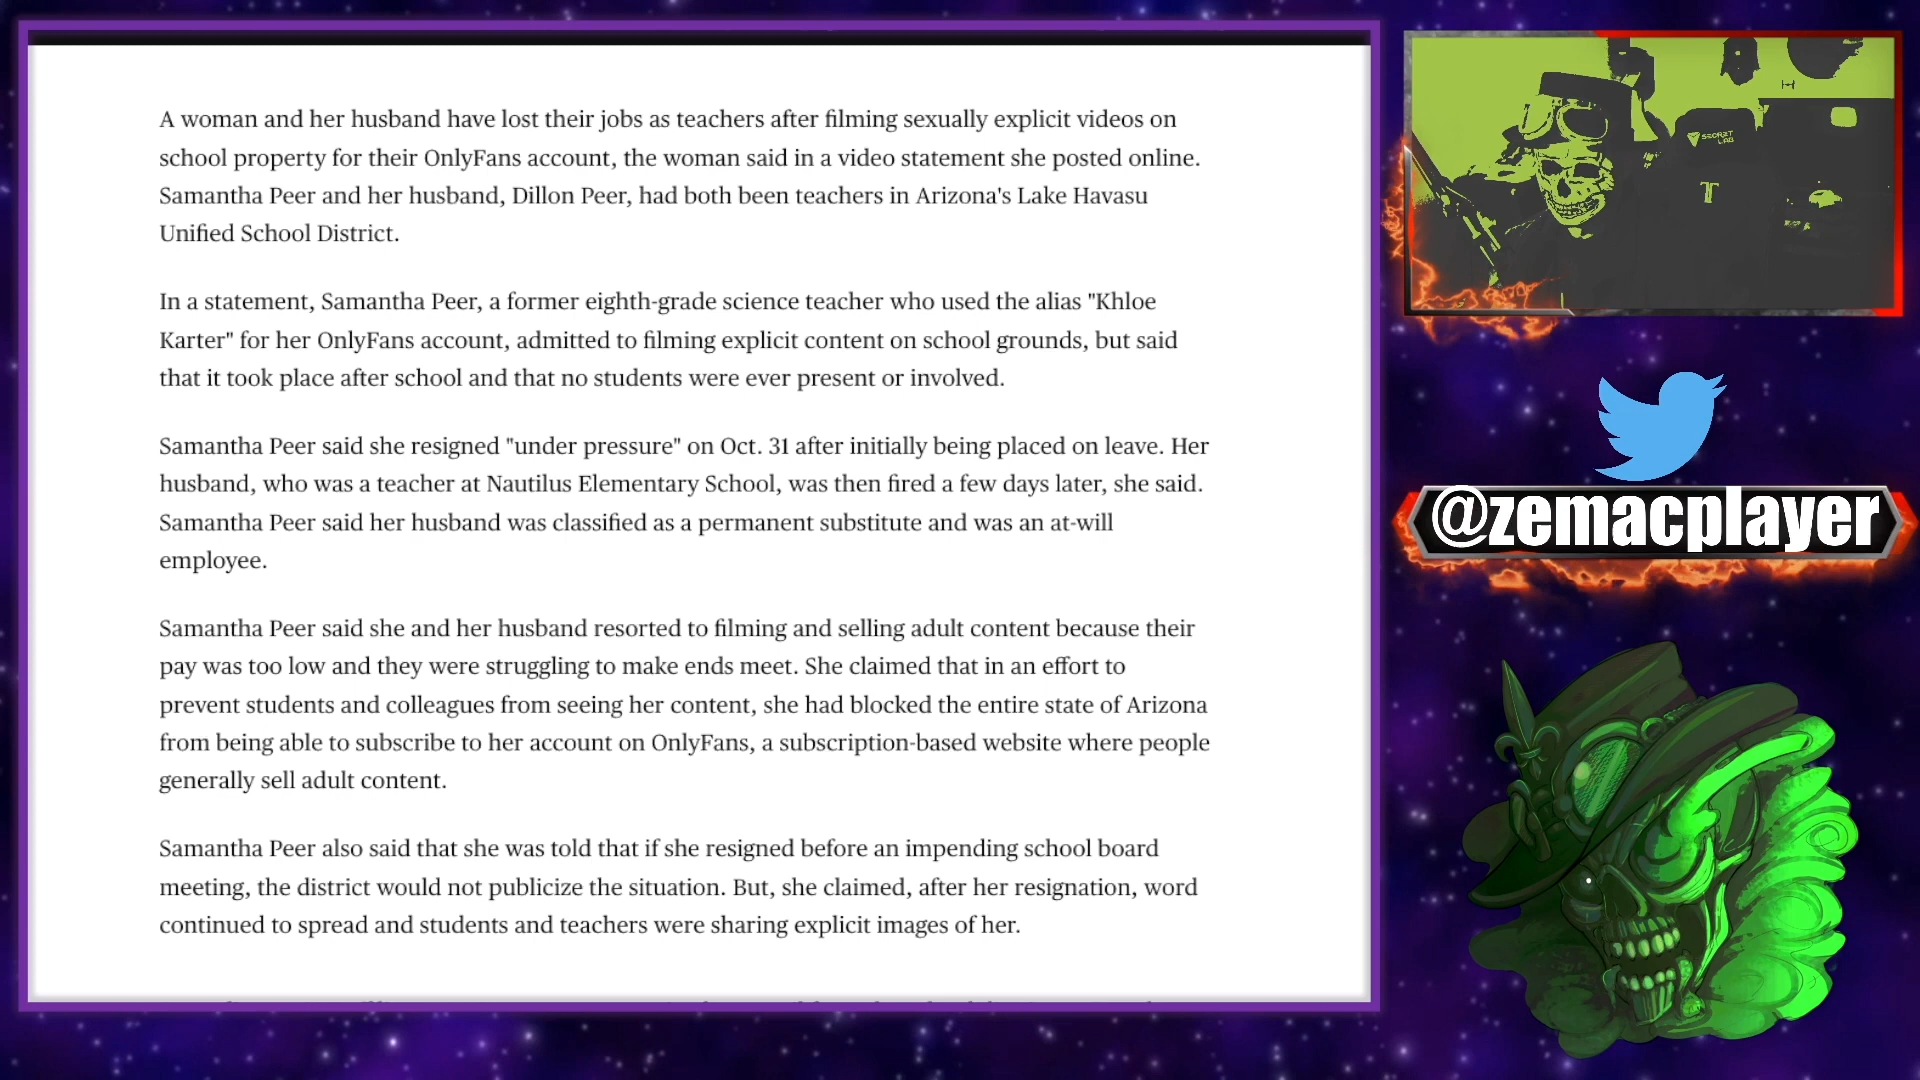 A woman and her husband have lost their jobs as teachers after filming sexually explicit videos on
school property for their OnlyFans account, the woman said in a video statement she posted online.
Samantha Peer and her husband, Dillon Peer, had both been teachers in Arizona's Lake Havasu
Unified School District.
In a statement, Samantha Peer, a former eighth-grade science teacher who used the alias "Khloe
Karter" for her OnlyFans account, admitted to filming explicit content on school grounds, but said
that it took place after school and that no students were ever present or involved.
Samantha Peer said she resigned "under pressure" on Oct. 31 after initially being placed on leave. Her
husband, who was a teacher at Nautilus Elementary School, was then fired a few days later, she said.
Samantha Peer said her husband was classified as a permanent substitute and was an at-will
employee.
Samantha Peer said she and her husband resorted to filming and selling adult content because their
pay was too low and they were struggling to make ends meet. She claimed that in an effort to
prevent students and colleagues from seeing her content, she had blocked the entire state of Arizona
from being able to subscribe to her account on OnlyFans, a subscription-based website where people
generally sell adult content.
Samantha Peer also said that she was told that if she resigned before an impending school board
meeting, the district would not publicize the situation. But, she claimed, after her resignation, word
continued to spread and students and teachers were sharing explicit images of her.
SECRET
LAB
@zemacplayer